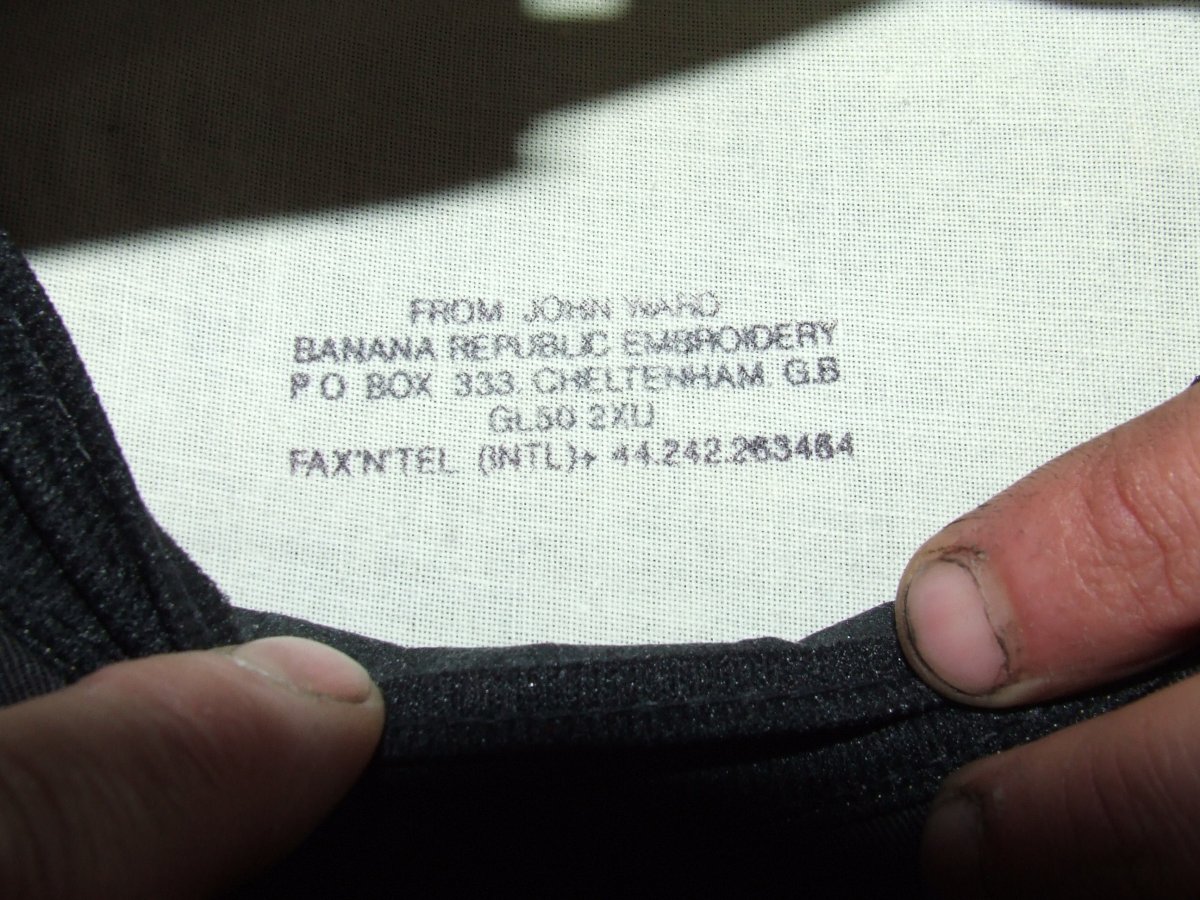 FROM JOHN WARD
BANANA REPUBLIC EMBROIDERY
P O BOX 333, CHELTENHAM. G.B
GL50 2XU
FAX'N'TEL (INTL)+ 44.242.263464